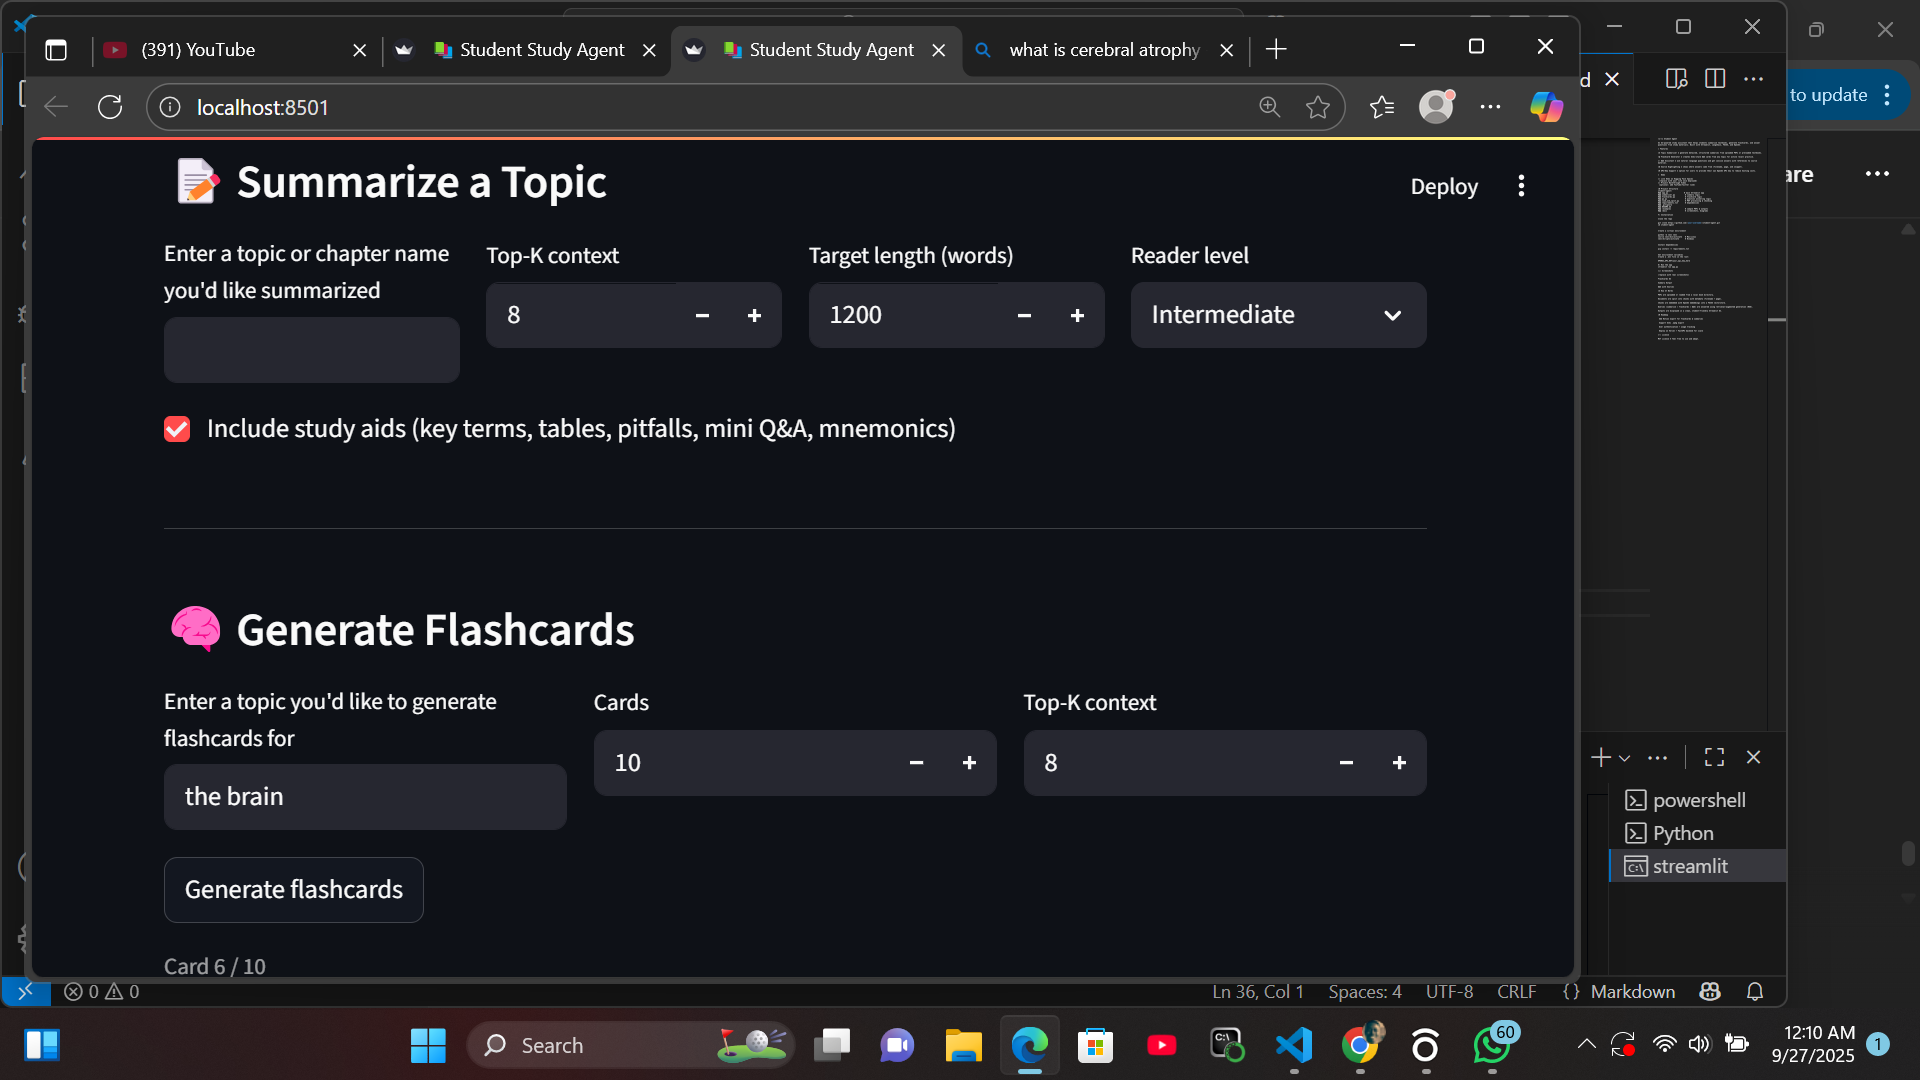 (391) YouTube
Student Study Agent
Student Study Agent
what is cerebral atrophy
d
localhost:8501
to update
are
Summarize a Topic
Deploy
Enter a topic or chapter name
you'd like summarized
Top-K context
Target length (words)
Reader level
8
1200
Intermediate
Include study aids (key terms, tables, pitfalls, mini Q&A, mnemonics)
Generate Flashcards
Enter a topic you'd like to generate
flashcards for
Cards
Top-K context
10
8
the brain
Generate flashcards
Card 6 / 10
powershell
Python
streamlit
0 0
Ln 36, Col 1
Spaces: 4
UTF-8
CRLF
{} Markdown
Search
60
12:10 AM
9/27/2025
1